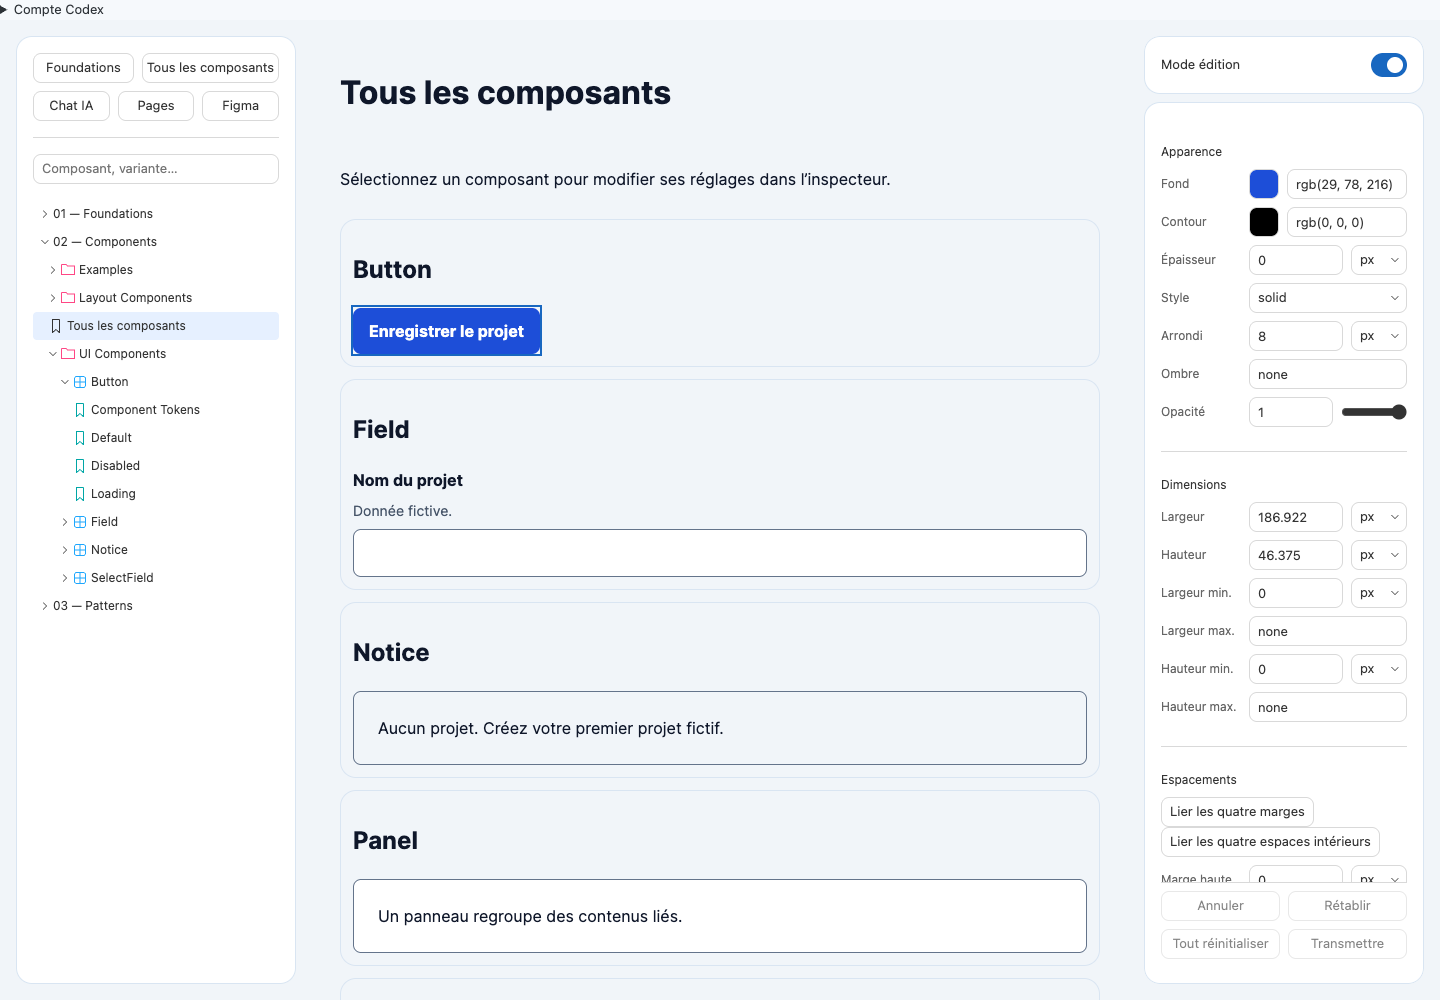 Compte Codex
Foundations
Tous les composants
Chat IA
Pages
Figma
Composant, variante…
01 — Foundations
02 — Components
Examples
Layout Components
Tous les composants
UI Components
Button
Component Tokens
Default
Disabled
Loading
Field
Notice
SelectField
03 — Patterns
Tous les composants
Sélectionnez un composant pour modifier ses réglages dans l’inspecteur.
Button
Enregistrer le projet
Field
Nom du projet
Donnée fictive.
Notice
Aucun projet. Créez votre premier projet fictif.
Panel
Un panneau regroupe des contenus liés.
Mode édition
Apparence
Fond rgb(29, 78, 216)
Contour rgb(0, 0, 0)
Épaisseur 0 px
Style solid
Arrondi 8 px
Ombre none
Opacité 1
Dimensions
Largeur 186.922 px
Hauteur 46.375 px
Largeur min. 0 px
Largeur max. none
Hauteur min. 0 px
Hauteur max. none
Espacements
Lier les quatre marges
Lier les quatre espaces intérieurs
Marge haute 0 px
Annuler
Rétablir
Tout réinitialiser
Transmettre